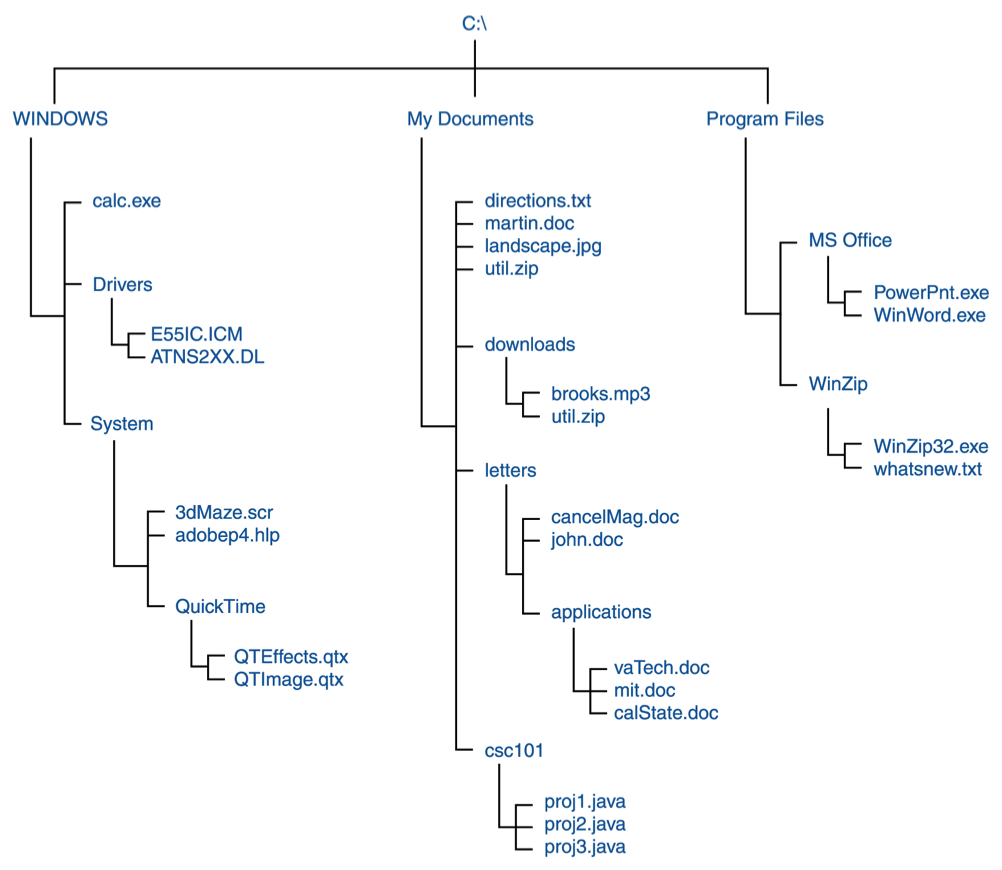 C:\
WINDOWS
My Documents
Program Files
calc.exe
Drivers
E55IC.ICM
ATNS2XX.DL
System
3dMaze.scr
adobep4.hlp
QuickTime
QTEffects.qtx
QTImage.qtx
directions.txt
martin.doc
landscape.jpg
util.zip
downloads
brooks.mp3
util.zip
letters
cancelMag.doc
john.doc
applications
vaTech.doc
mit.doc
calState.doc
csc101
proj1.java
proj2.java
proj3.java
MS Office
PowerPnt.exe
WinWord.exe
WinZip
WinZip32.exe
whatsnew.txt